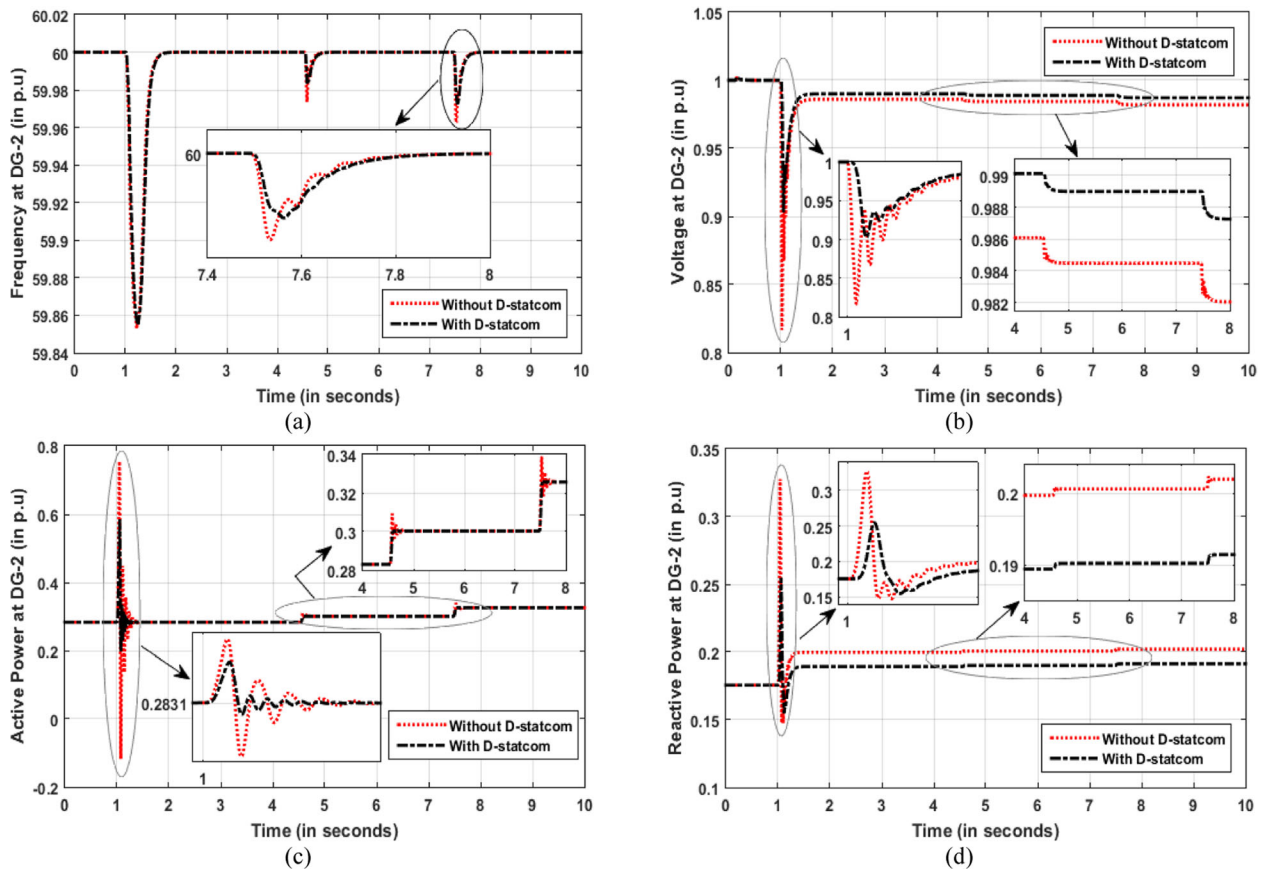 60.02
60
59.98
59.96
59.94
59.92
59.9
59.88
59.86
59.84
Frequency at DG-2 (in p.u)
60
7.4 7.6 7.8 8
Without D-statcom
With D-statcom
0 1 2 3 4 5 6 7 8 9 10
Time (in seconds)
(a)
1.05
1
0.95
0.9
0.85
0.8
Voltage at DG-2 (in p.u)
Without D-statcom
With D-statcom
1
0.95
0.9
0.85
0.8
1
0.99
0.988
0.986
0.984
0.982
4 5 6 7 8
0 1 2 3 4 5 6 7 8 9 10
Time (in seconds)
(b)
0.8
0.6
0.4
0.2
0
-0.2
Active Power at DG-2 (in p.u)
0.34
0.32
0.3
0.28
4 5 6 7 8
0.2831
1
Without D-statcom
With D-statcom
0 1 2 3 4 5 6 7 8 9 10
Time (in seconds)
(c)
0.35
0.3
0.25
0.2
0.15
0.1
Reactive Power at DG-2 (in p.u)
0.3
0.25
0.2
0.15
1
0.2
0.19
4 5 6 7 8
Without D-statcom
With D-statcom
0 1 2 3 4 5 6 7 8 9 10
Time (in seconds)
(d)